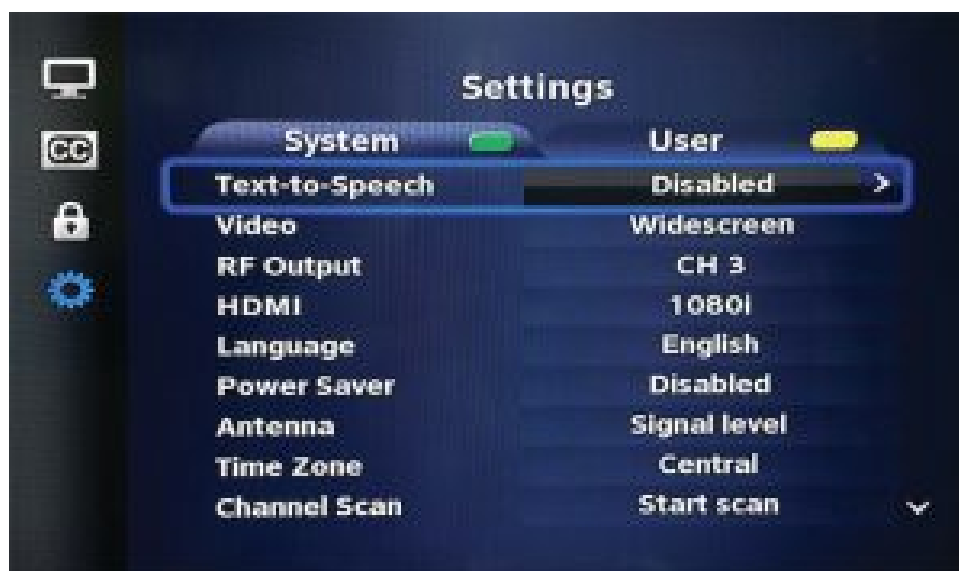 Settings
CC
System User
Text-to-Speech Disabled
Video Widescreen
RF Output CH 3
HDMI 1080i
Language English
Power Saver Disabled
Antenna Signal level
Time Zone Central
Channel Scan Start scan